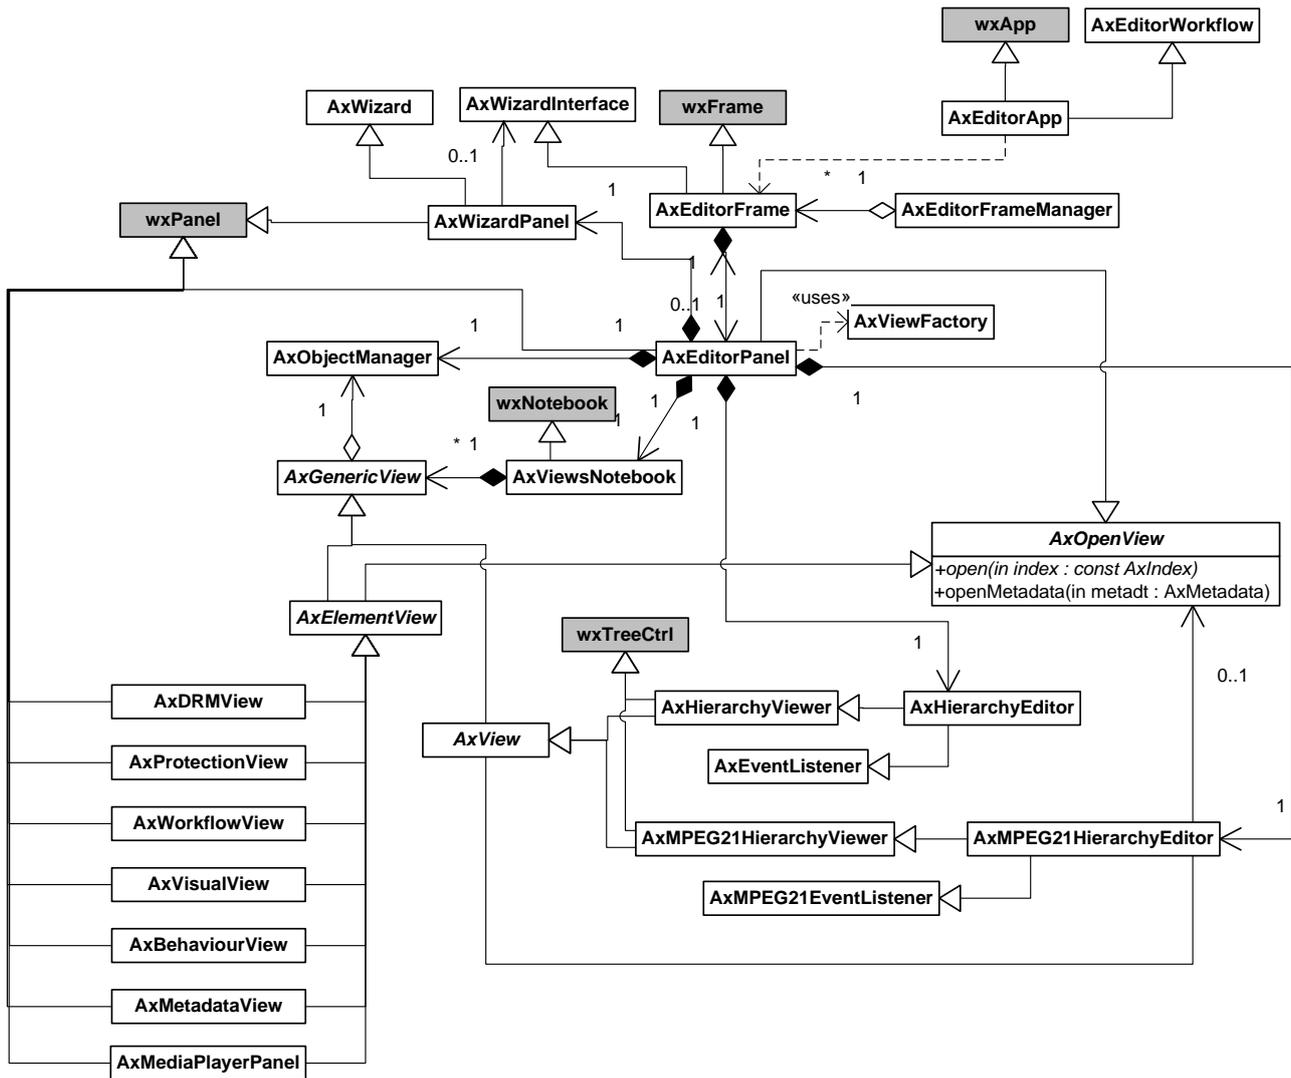 wxApp
AxEditorWorkflow
AxWizard
AxWizardInterface
wxFrame
AxEditorApp
0..1
*
1
1
wxPanel
AxWizardPanel
AxEditorFrame
AxEditorFrameManager
1
0..1
1
«uses»
AxViewFactory
1
1
AxObjectManager
AxEditorPanel
1
wxNotebook
1
1
1
1
* 1
AxGenericView
AxViewsNotebook
AxOpenView
+open(in index : const AxIndex)
+openMetadata(in metadt : AxMetadata)
AxElementView
wxTreeCtrl
1
0..1
AxDRMView
AxHierarchyViewer
AxHierarchyEditor
AxView
AxProtectionView
AxEventListener
1
AxWorkflowView
AxMPEG21HierarchyViewer
AxMPEG21HierarchyEditor
AxVisualView
AxMPEG21EventListener
AxBehaviourView
AxMetadataView
AxMediaPlayerPanel